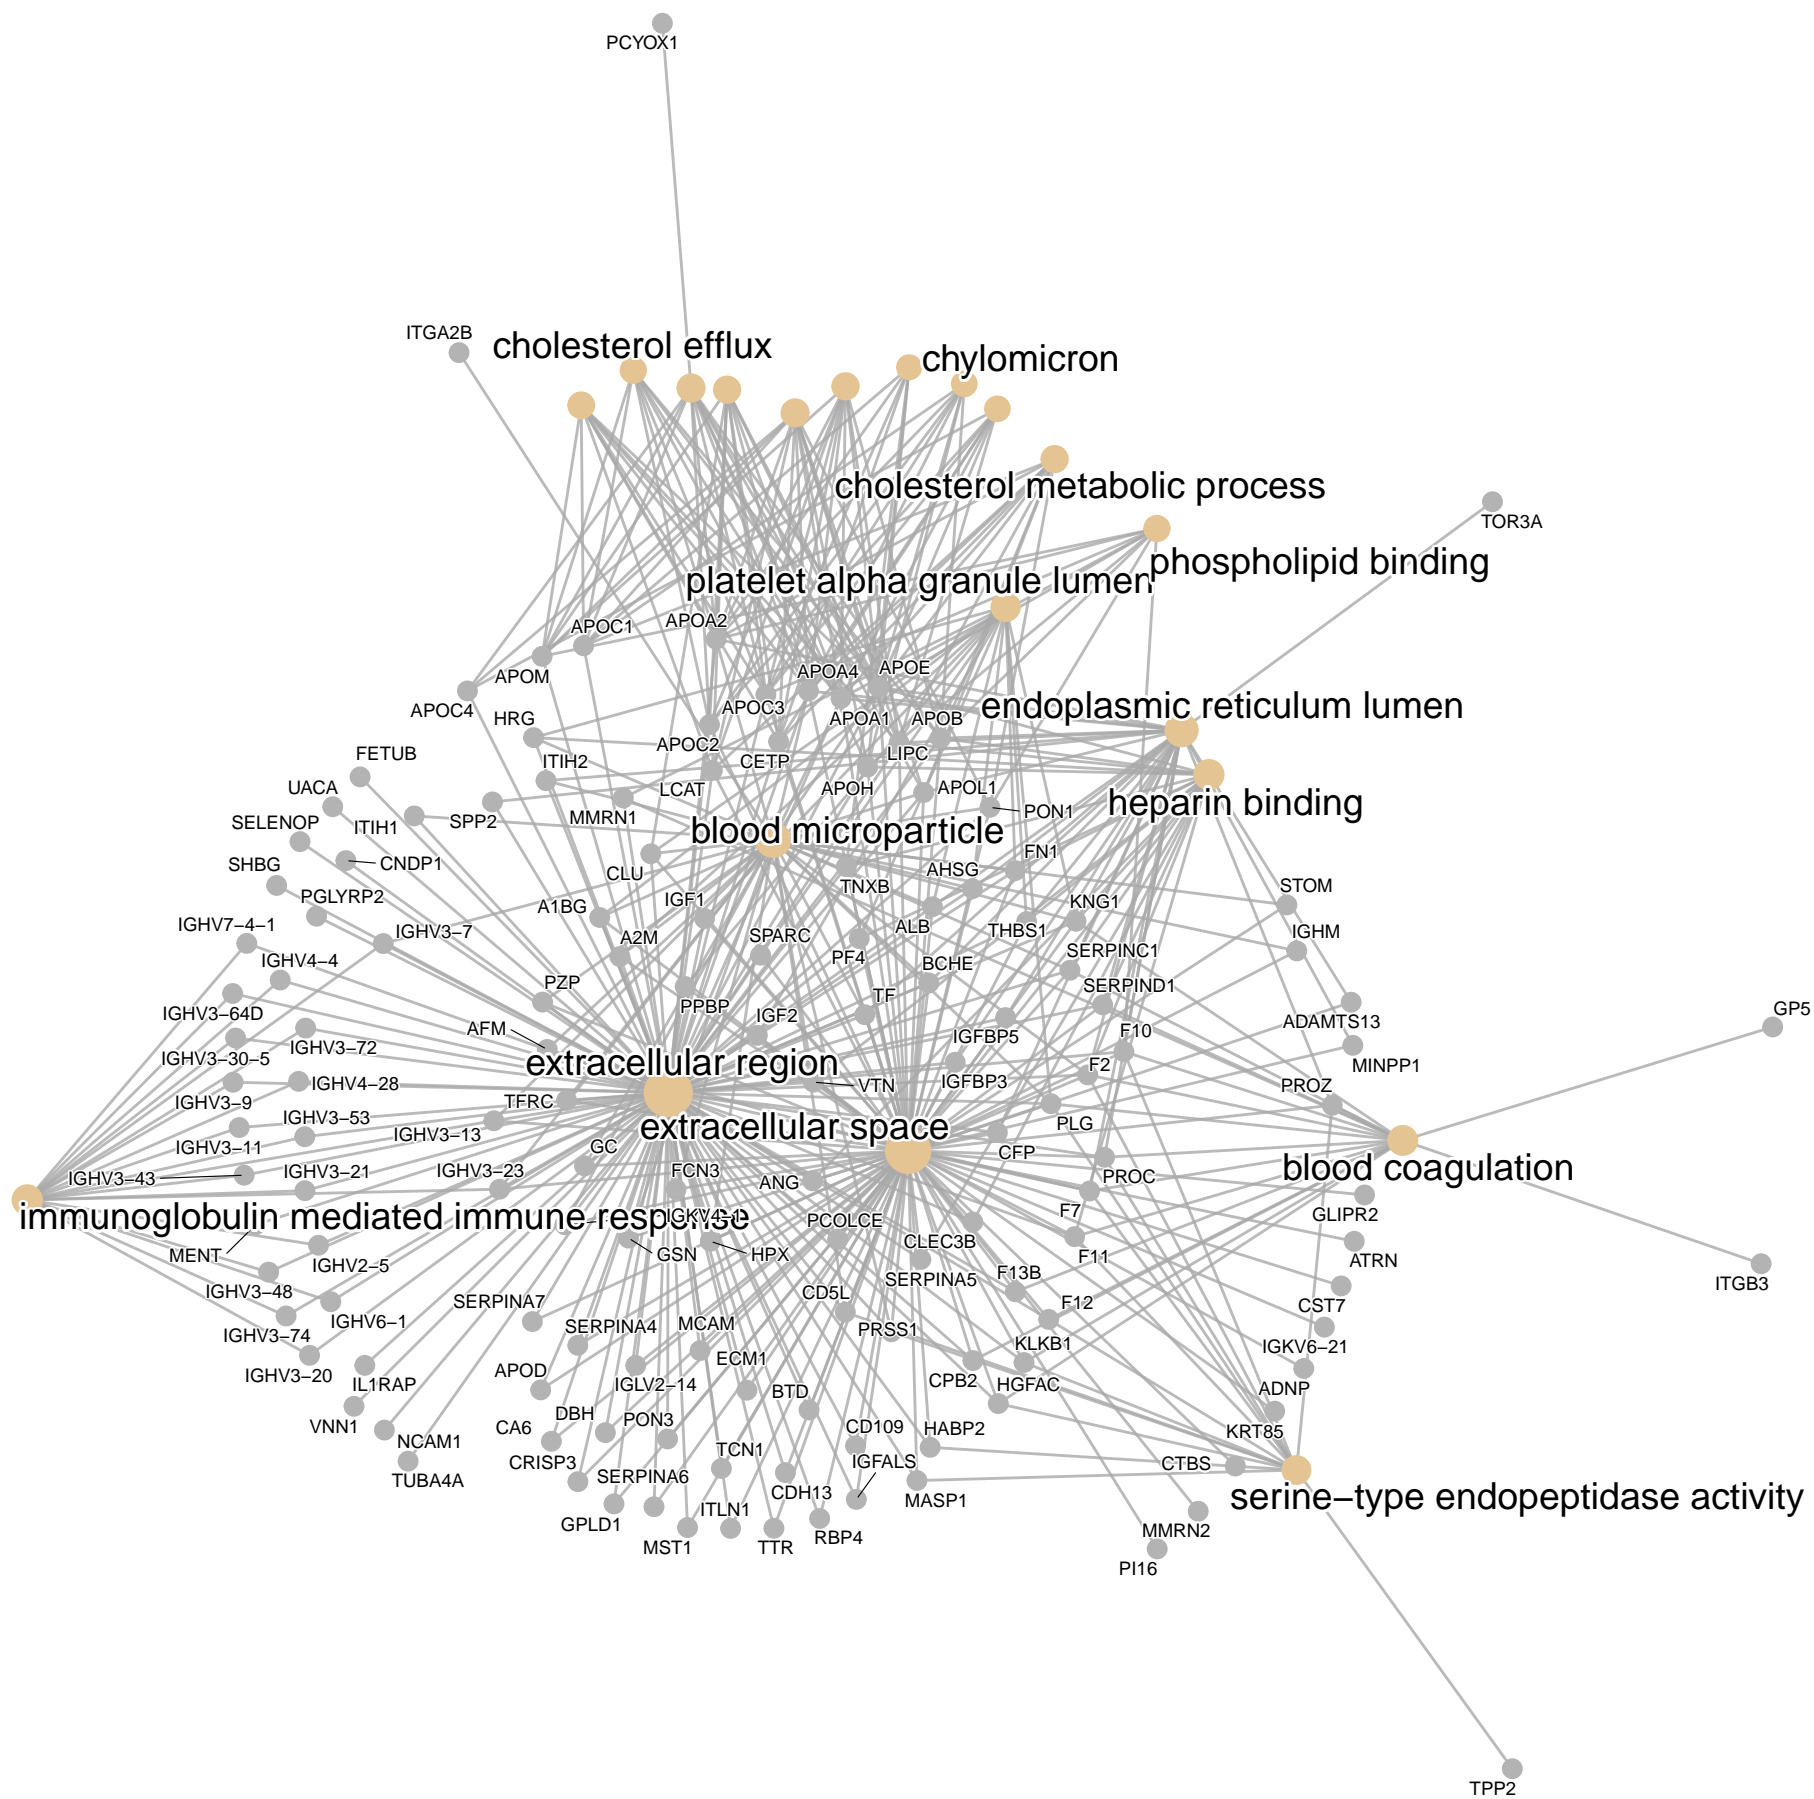 PCYOX1
ITGA2B
cholesterol efflux
chylomicron
cholesterol metabolic process
TOR3A
phospholipid binding
platelet alpha granule lumen
APOC1
APOA2
APOM
APOA4
APOE
APOC4
HRG
APOC3
APOA1
APOB
endoplasmic reticulum lumen
FETUB
ITIH2
APOC2
CETP
LIPC
UACA
LCAT
APOH
APOL1
SELENOP
ITIH1
SPP2
MMRN1
PON1
heparin binding
blood microparticle
SHBG
CNDP1
CLU
TNXB
AHSG
FN1
STOM
PGLYRP2
A1BG
IGF1
KNG1
IGHV7−4−1
IGHV3−7
A2M
SPARC
ALB
THBS1
IGHM
IGHV4−4
PF4
BCHE
SERPINC1
PZP
PPBP
TF
SERPIND1
IGHV3−64D
AFM
IGF2
IGFBP5
F10
ADAMTS13
GP5
IGHV3−30−5
IGHV3−72
extracellular region
F2
MINPP1
IGHV4−28
VTN
IGFBP3
PROZ
IGHV3−9
TFRC
IGHV3−53
IGHV3−13
extracellular space
PLG
IGHV3−11
GC
CFP
IGHV3−43
IGHV3−21
IGHV3−23
FCN3
ANG
PROC
blood coagulation
immunoglobulin mediated immune response
IGKV4−1
PCOLCE
F7
GLIPR2
MENT
IGHV2−5
GSN
HPX
CLEC3B
F11
ATRN
IGHV3−48
SERPINA5
F13B
ITGB3
SERPINA7
CD5L
F12
CST7
IGHV3−74
IGHV6−1
SERPINA4
MCAM
PRSS1
KLKB1
IGKV6−21
IGHV3−20
IL1RAP
APOD
IGLV2−14
ECM1
BTD
CPB2
HGFAC
ADNP
VNN1
CA6
DBH
PON3
CD109
HABP2
KRT85
NCAM1
CRISP3
TCN1
IGFALS
CTBS
TUBA4A
SERPINA6
CDH13
MASP1
serine−type endopeptidase activity
GPLD1
ITLN1
RBP4
MMRN2
MST1
TTR
PI16
TPP2